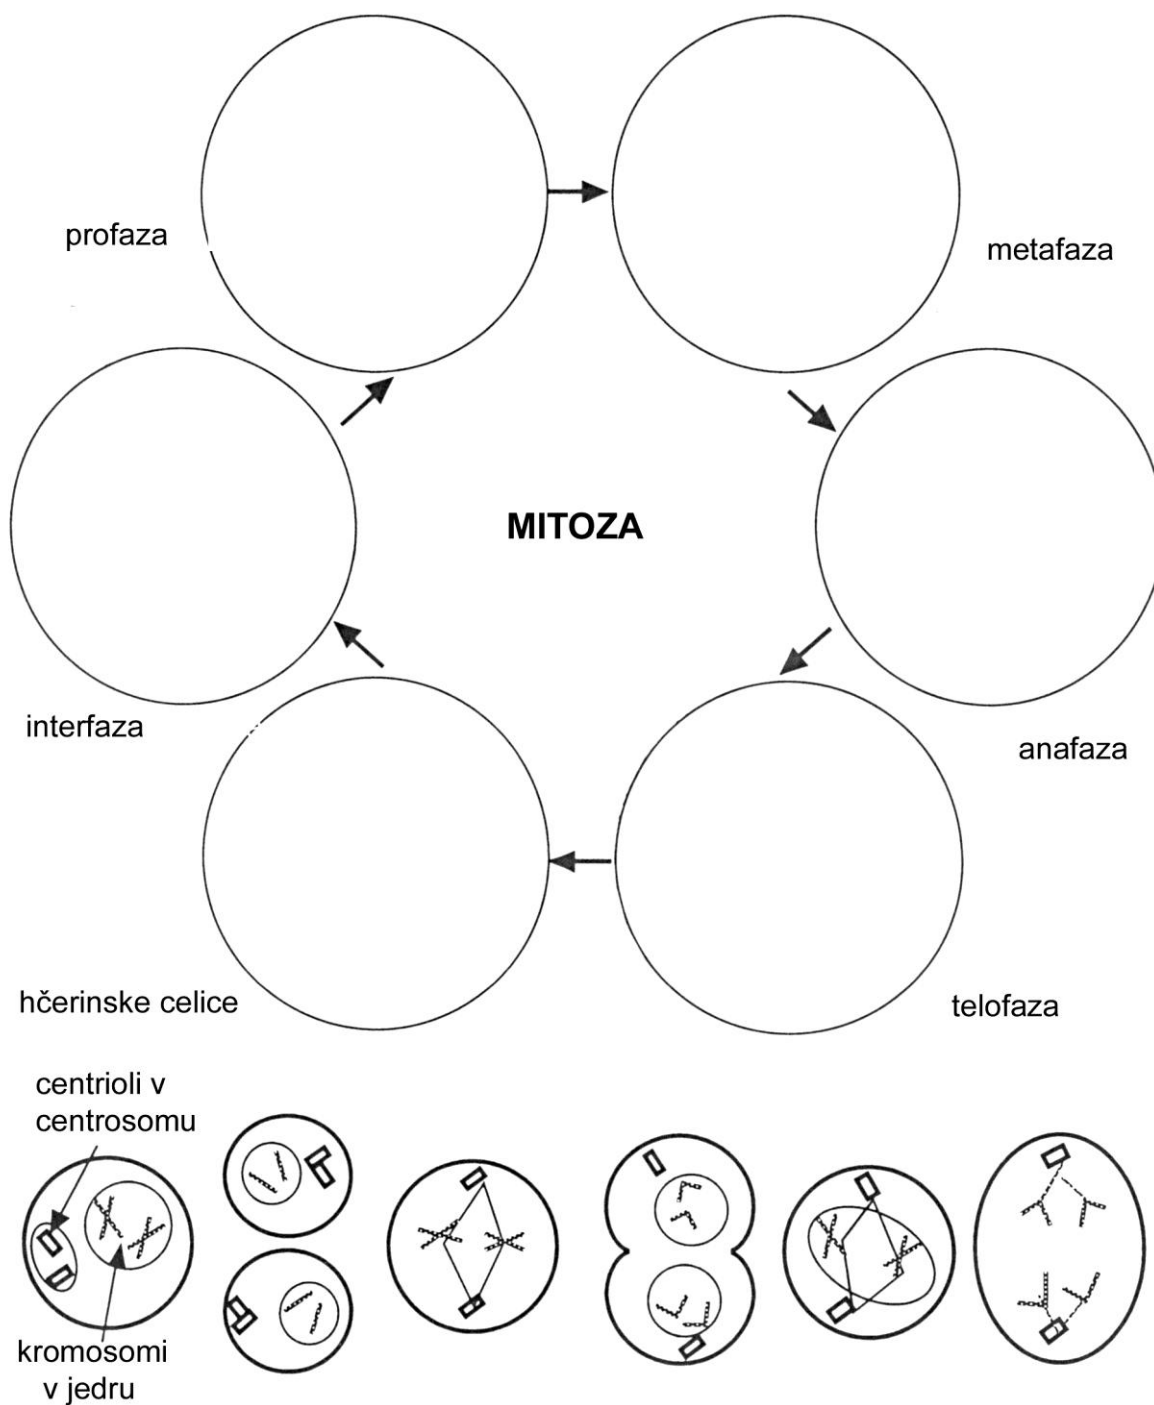 profaza
metafaza
MITOZA
interfaza
anafaza
hčerinske celice
telofaza
centrioli v
centrosomu
kromosomi
v jedru